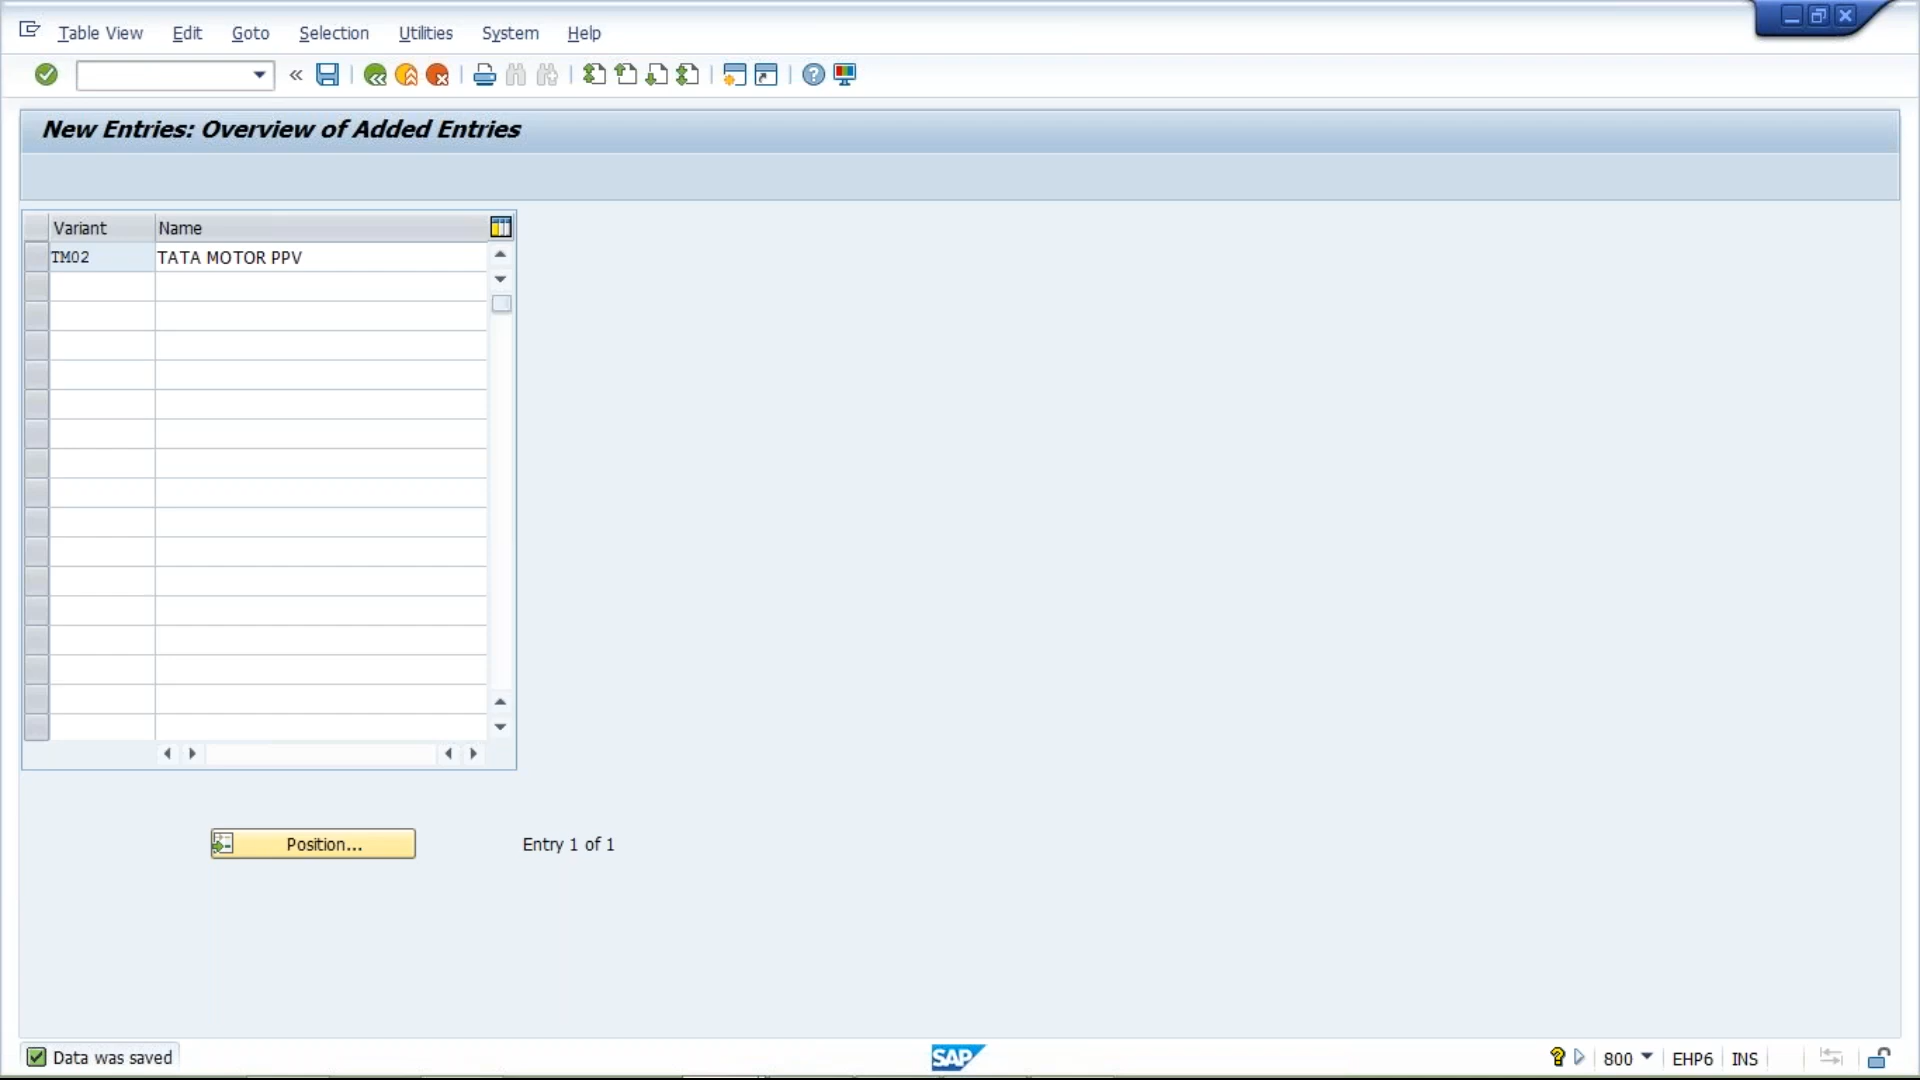 Table View Edit Goto Selection Utilities System Help
New Entries: Overview of Added Entries
Variant Name
TM02 TATA MOTOR PPV
Position... Entry 1 of 1
Data was saved SAP 800 EHP6 INS